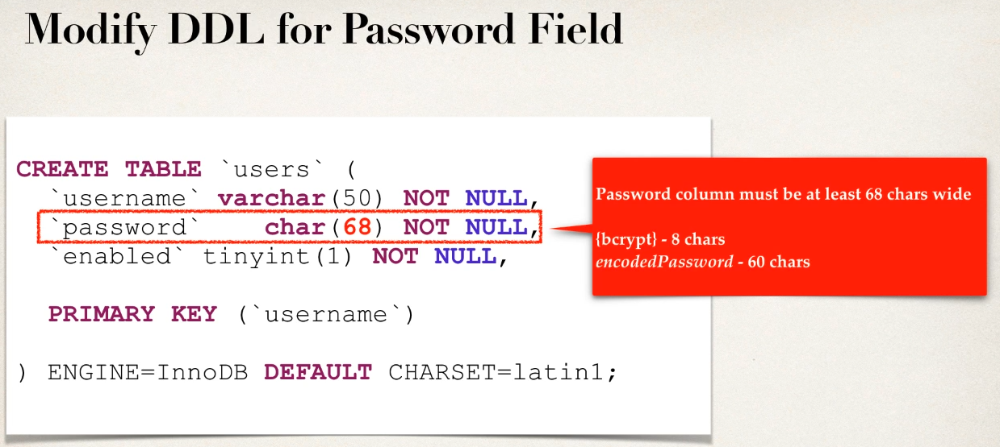 Modify DDL for Password Field
CREATE TABLE `users` (
`username` varchar(50) NOT NULL,
`password` char(68) NOT NULL,
`enabled` tinyint(1) NOT NULL,
PRIMARY KEY (`username`)
) ENGINE=InnoDB DEFAULT CHARSET=latin1;
Password column must be at least 68 chars wide
{bcrypt} - 8 chars
encodedPassword - 60 chars